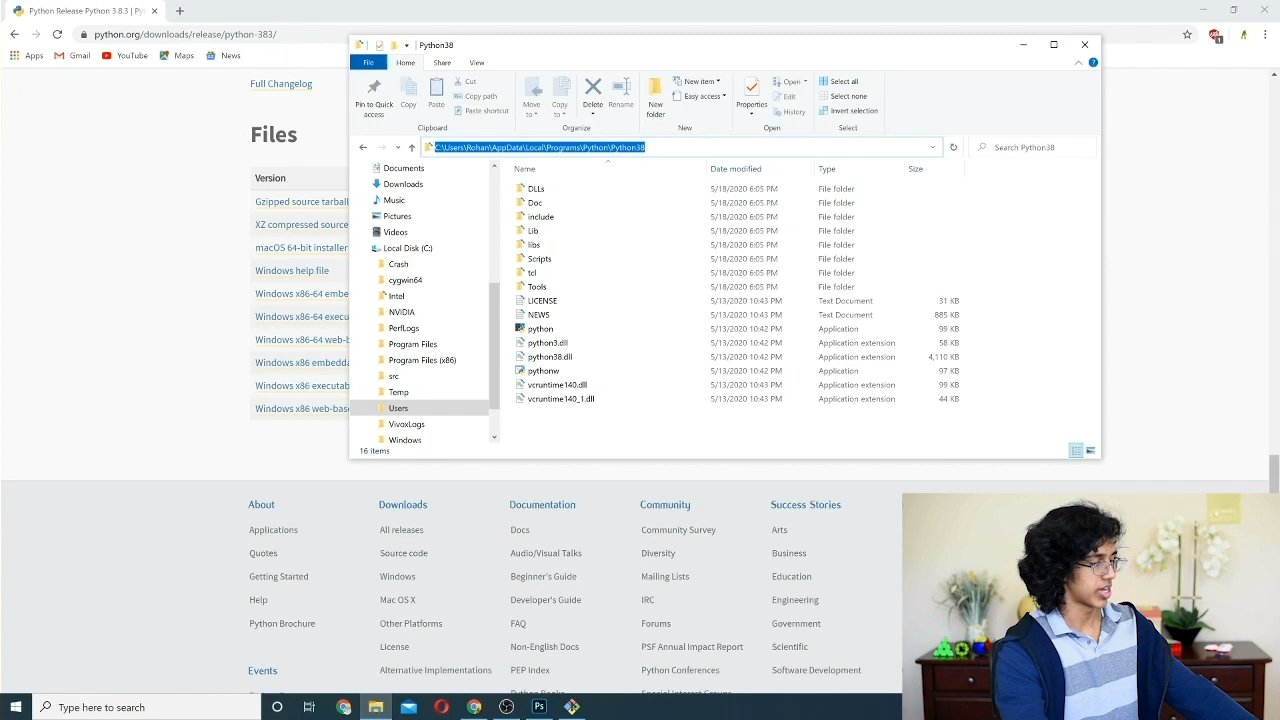 Python Release Python 3.8.3 | Py
python.org/downloads/release/python-383/
Apps Gmail YouTube Maps News
Full Changelog
Files
Version
Gzipped source tarball
XZ compressed source
macOS 64-bit installer
Windows help file
Windows x86-64 embe
Windows x86-64 execu
Windows x86-64 web-b
Windows x86 embedda
Windows x86 executab
Windows x86 web-base
Python38
File Home Share View
Pin to Quick access
Copy
Paste
Cut
Copy path
Paste shortcut
Clipboard
Move to
Copy to
Delete
Rename
Organize
New folder
New item
Easy access
New
Properties
Open
Edit
History
Open
Select all
Select none
Invert selection
Select
C:\Users\Rohan\AppData\Local\Programs\Python\Python38
Search Python38
Documents
Downloads
Music
Pictures
Videos
Local Disk (C:)
Crash
cygwin64
Intel
NVIDIA
PerfLogs
Program Files
Program Files (x86)
src
Temp
Users
VivoxLogs
Windows
Name Date modified Type Size
DLLs 5/18/2020 6:05 PM File folder
Doc 5/18/2020 6:05 PM File folder
include 5/18/2020 6:05 PM File folder
Lib 5/18/2020 6:05 PM File folder
libs 5/18/2020 6:05 PM File folder
Scripts 5/18/2020 6:05 PM File folder
tcl 5/18/2020 6:05 PM File folder
Tools 5/18/2020 6:05 PM File folder
LICENSE 5/13/2020 10:43 PM Text Document 31 KB
NEWS 5/13/2020 10:43 PM Text Document 885 KB
python 5/13/2020 10:42 PM Application 99 KB
python3.dll 5/13/2020 10:42 PM Application extension 58 KB
python38.dll 5/13/2020 10:42 PM Application extension 4,110 KB
pythonw 5/13/2020 10:42 PM Application 97 KB
vcruntime140.dll 5/13/2020 10:43 PM Application extension 99 KB
vcruntime140_1.dll 5/13/2020 10:43 PM Application extension 44 KB
16 items
About
Applications
Quotes
Getting Started
Help
Python Brochure
Events
Downloads
All releases
Source code
Windows
Mac OS X
Other Platforms
License
Alternative Implementations
Documentation
Docs
Audio/Visual Talks
Beginner's Guide
Developer's Guide
FAQ
Non-English Docs
PEP Index
Python Books
Community
Community Survey
Diversity
Mailing Lists
IRC
Forums
PSF Annual Impact Report
Python Conferences
Special Interest Groups
Success Stories
Arts
Business
Education
Engineering
Government
Scientific
Software Development
Type here to search
Ps